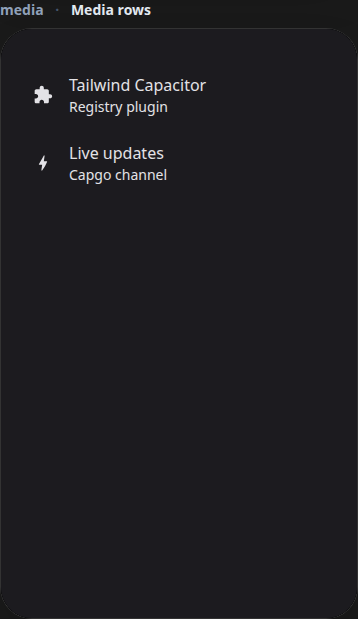 media · Media rows
Tailwind Capacitor
Registry plugin
Live updates
Capgo channel